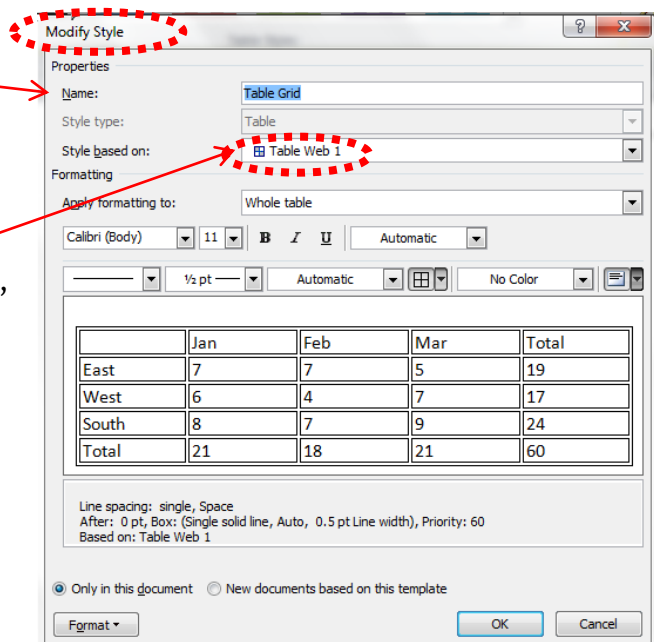 Modify Style
Properties
Name: Table Grid
Style type: Table
Style based on: Table Web 1
Formatting
Apply formatting to: Whole table
Calibri (Body) 11 B I U Automatic
½ pt Automatic No Color
,
Jan Feb Mar Total
East 7 7 5 19
West 6 4 7 17
South 8 7 9 24
Total 21 18 21 60
Line spacing: single, Space
After: 0 pt, Box: (Single solid line, Auto, 0.5 pt Line width), Priority: 60
Based on: Table Web 1
Only in this document New documents based on this template
Format OK Cancel